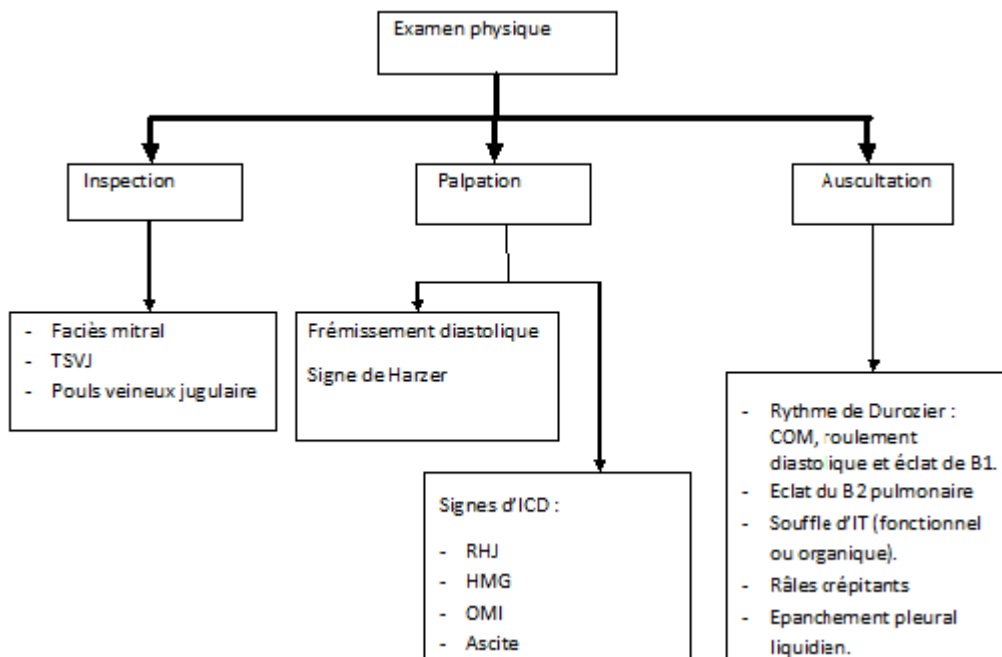 Examen physique
Inspection
Palpation
Auscultation
- Faciès mitral
- TSVJ
- Pouls veineux jugulaire
Frémissement diastolique
Signe de Harzer
Signes d'ICD :
- RHJ
- HMG
- OMI
- Ascite
- Rythme de Durozier :
COM, roulement
diastolique et éclat de B1.
- Eclat du B2 pulmonaire
- Souffle d'IT (fonctionnel
ou organique).
- Râles crépitants
- Epanchement pleural
liquidien.